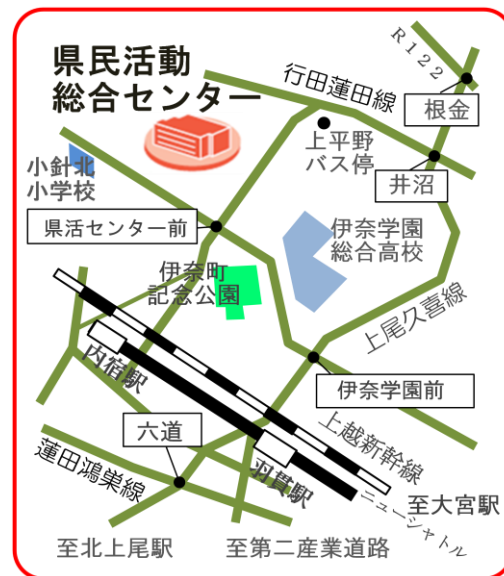 県民活動
総合センター
行田蓮田線
R122
根金
上平野
バス停
井沼
小針北
小学校
県活センター前
伊奈学園
総合高校
伊奈町
記念公園
上尾久喜線
内宿駅
伊奈学園前
六道
上越新幹線
蓮田鴻巣線
羽貫駅
至大宮駅
ニューシャトル
至北上尾駅
至第二産業道路